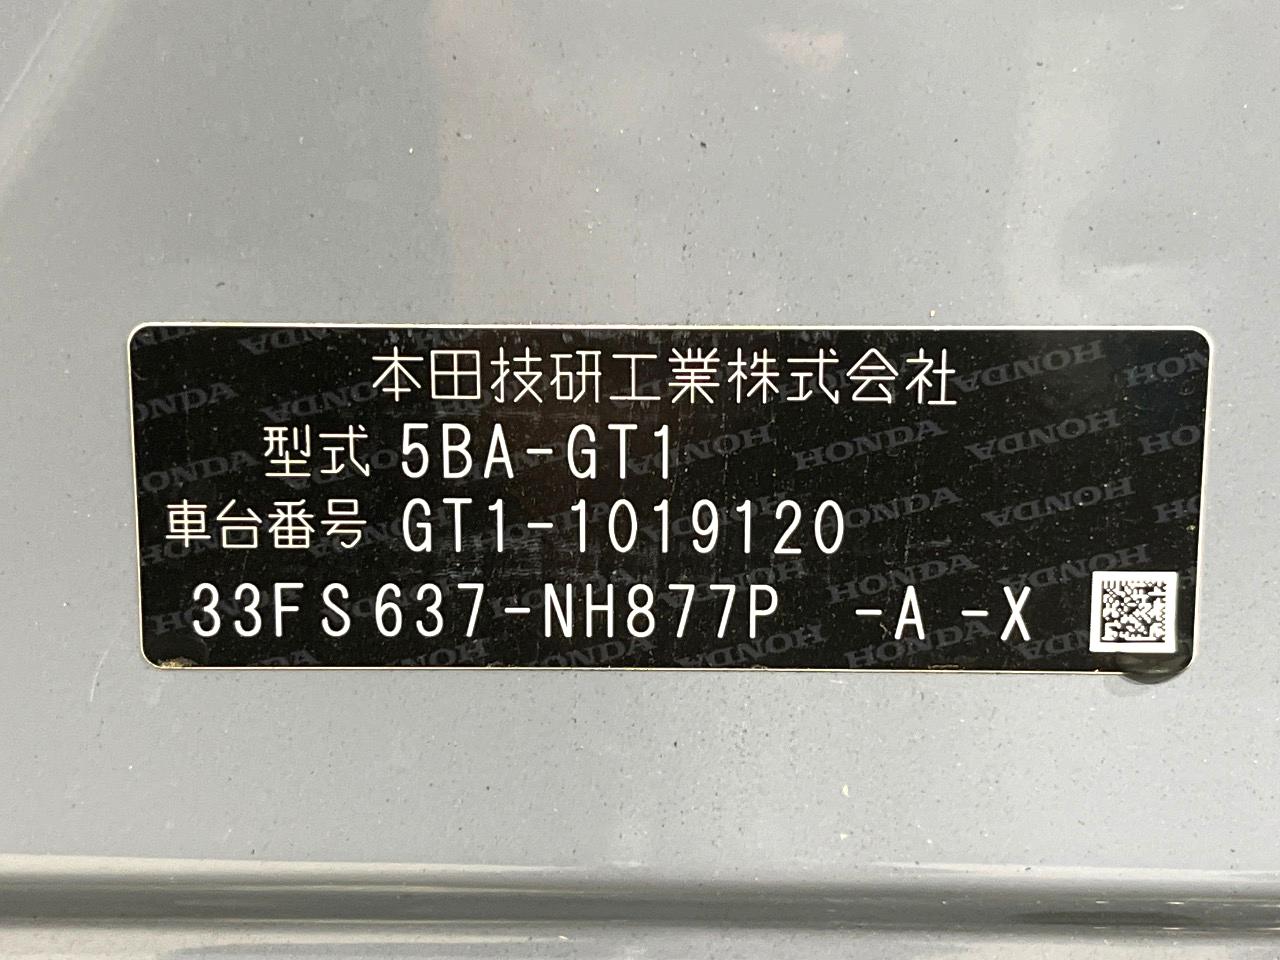 本田技研工業株式会社
型式 5BA-GT1
車台番号 GT1-1019120
33FS637-NH877P -A -X